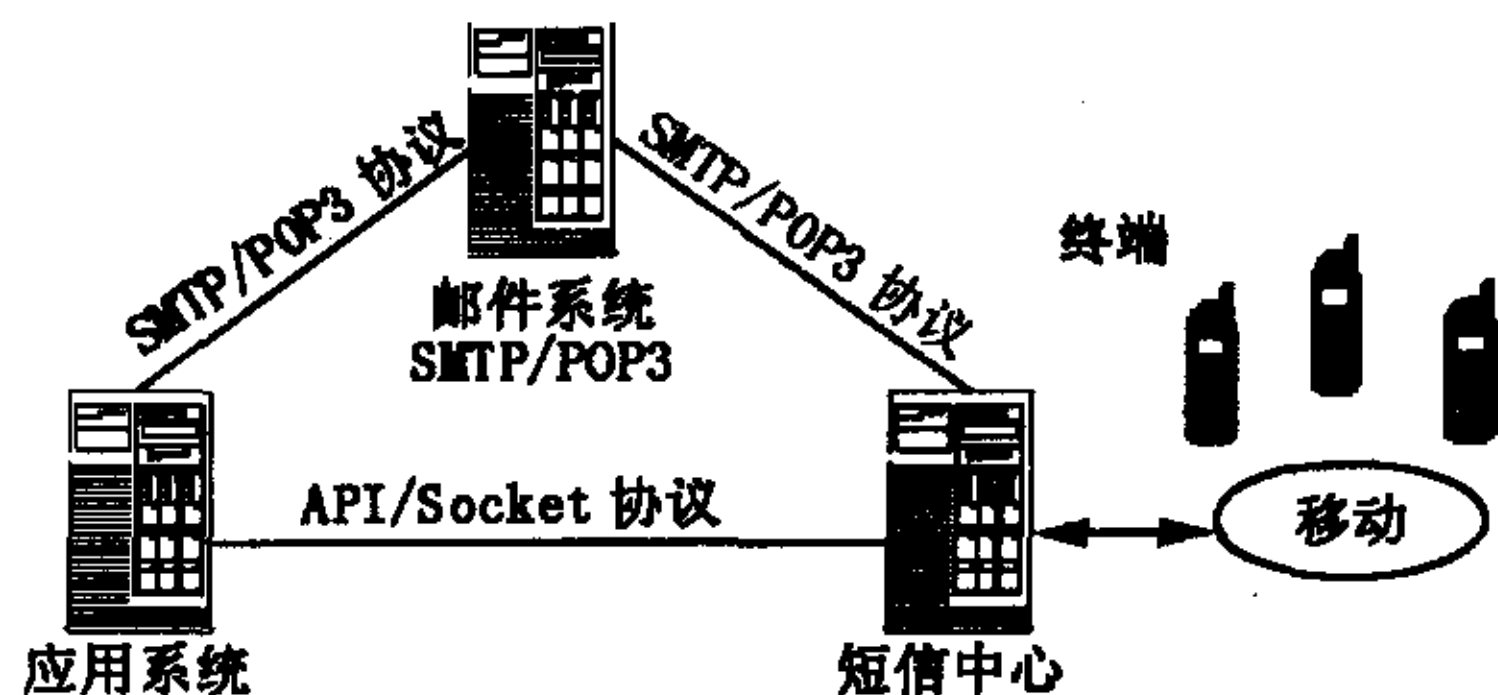 SMTP/POP3 协议
SMTP/POP3 协议
终端
邮件系统
SMTP/POP3
API/Socket 协议
移动
应用系统
短信中心